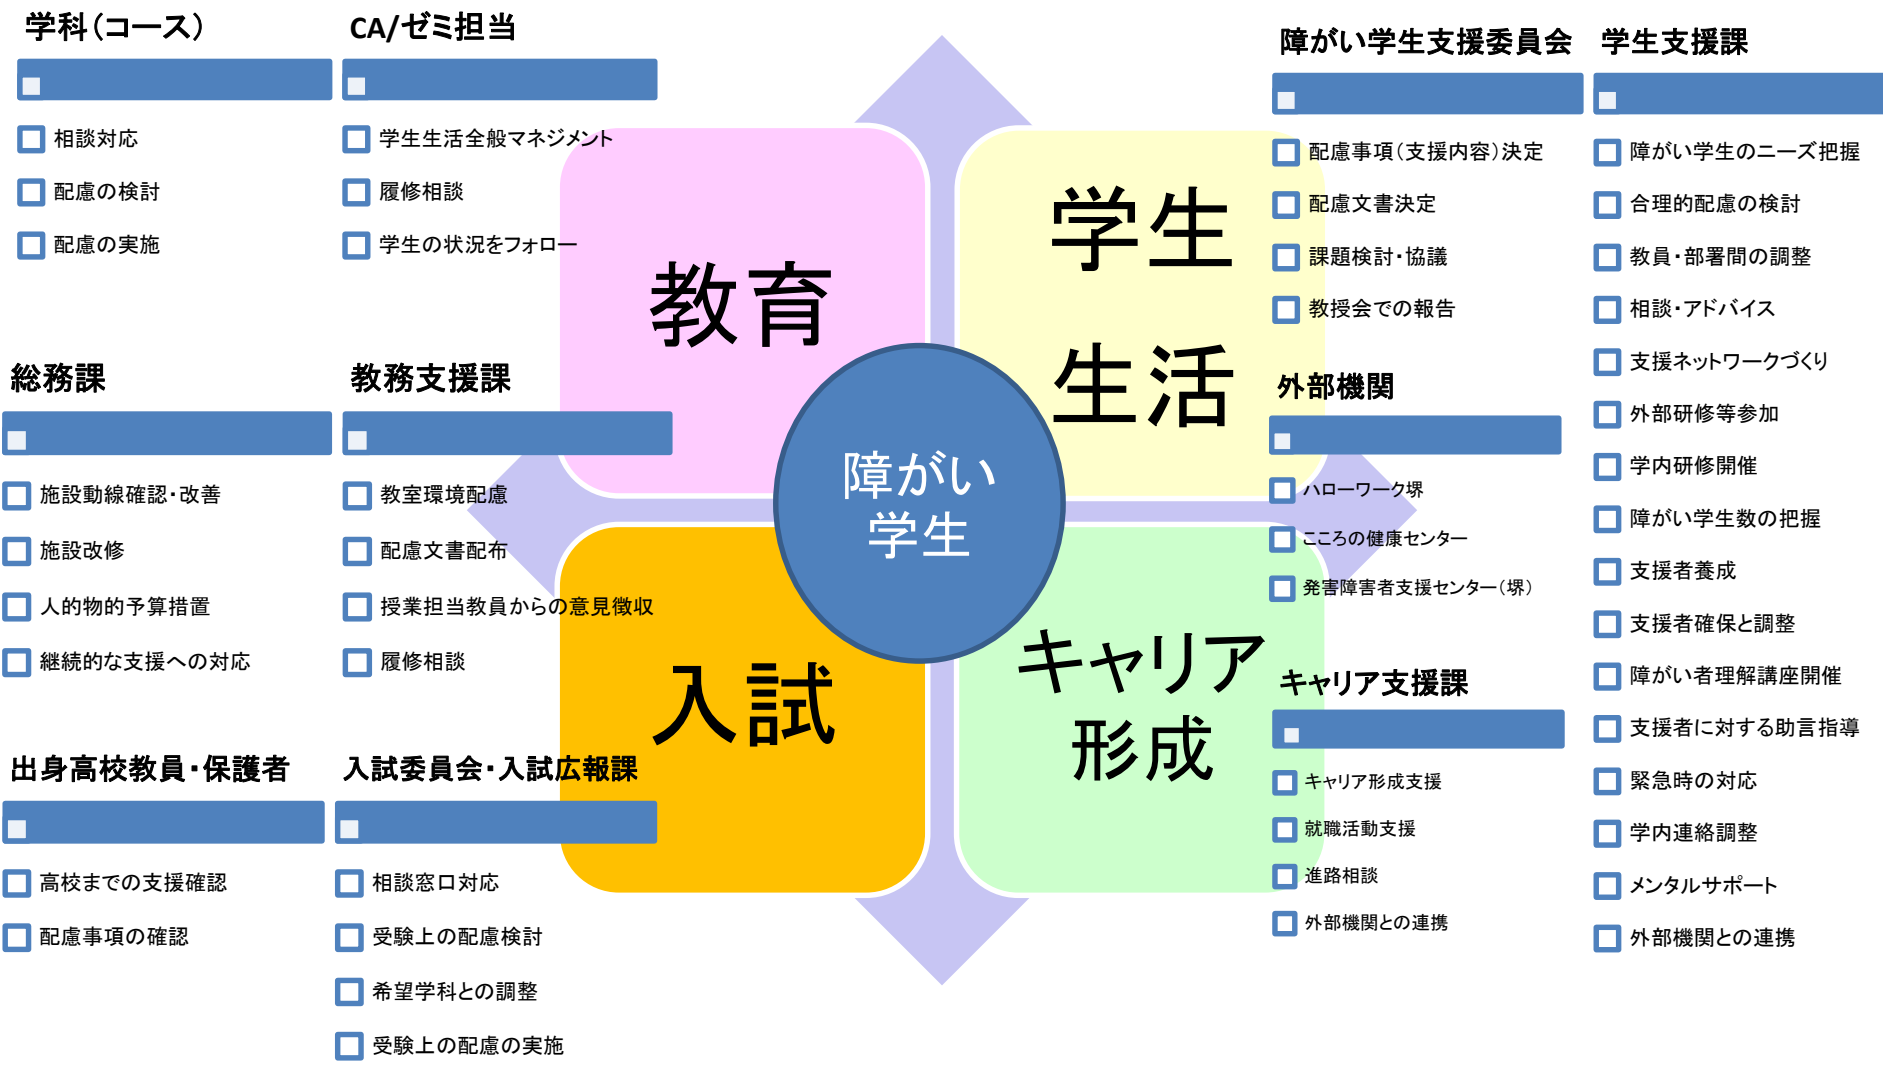 学科（コース）
相談対応
配慮の検討
配慮の実施
CA/ゼミ担当
学生生活全般マネジメント
履修相談
学生の状況をフォロー
総務課
施設動線確認・改善
施設改修
人的物的予算措置
継続的な支援への対応
教務支援課
教室環境配慮
配慮文書配布
授業担当教員からの意見徴収
履修相談
出身高校教員・保護者
高校までの支援確認
配慮事項の確認
入試委員会・入試広報課
相談窓口対応
受験上の配慮検討
希望学科との調整
受験上の配慮の実施
教育
学生
生活
障がい
学生
入試
キャリア
形成
障がい学生支援委員会
配慮事項（支援内容）決定
配慮文書決定
課題検討・協議
教授会での報告
外部機関
ハローワーク堺
こころの健康センター
発害障害者支援センター（堺）
キャリア支援課
キャリア形成支援
就職活動支援
進路相談
外部機関との連携
学生支援課
障がい学生のニーズ把握
合理的配慮の検討
教員・部署間の調整
相談・アドバイス
支援ネットワークづくり
外部研修等参加
学内研修開催
障がい学生数の把握
支援者養成
支援者確保と調整
障がい者理解講座開催
支援者に対する助言指導
緊急時の対応
学内連絡調整
メンタルサポート
外部機関との連携